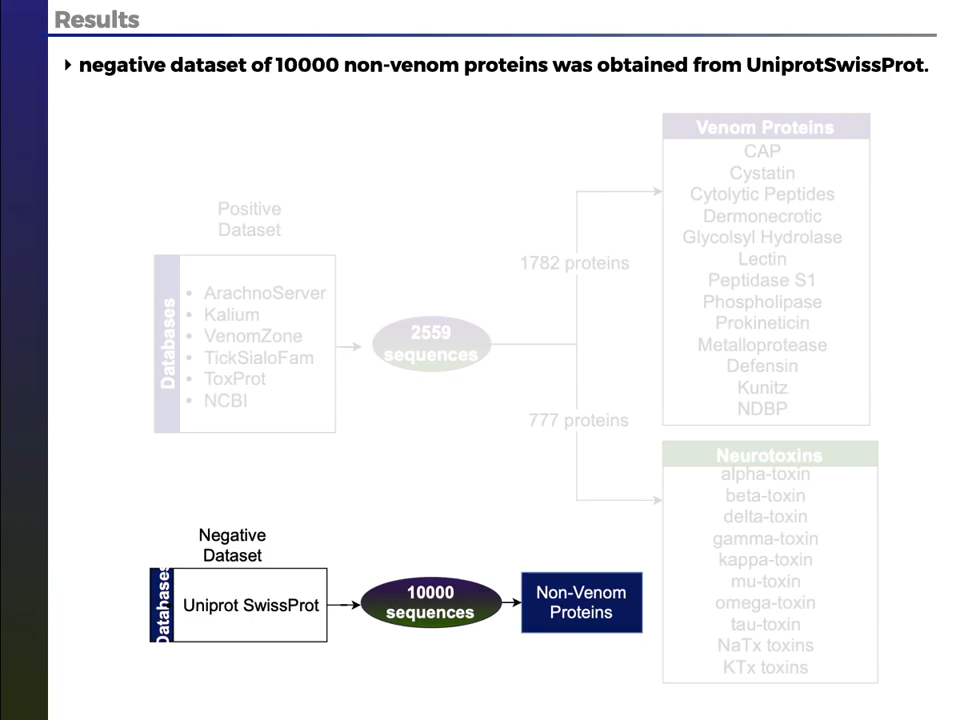 Results
negative dataset of 10000 non-venom proteins was obtained from UniprotSwissProt.
Positive
Dataset
Databases
• ArachnoServer
• Kalium
• VenomZone
• TickSialoFam
• ToxProt
• NCBI
2559
sequences
1782 proteins
777 proteins
Venom Proteins
CAP
Cystatin
Cytolytic Peptides
Dermonecrotic
Glycolsyl Hydrolase
Lectin
Peptidase S1
Phospholipase
Prokineticin
Metalloprotease
Defensin
Kunitz
NDBP
Neurotoxins
alpha-toxin
beta-toxin
delta-toxin
gamma-toxin
kappa-toxin
mu-toxin
omega-toxin
tau-toxin
NaTx toxins
KTx toxins
Negative
Dataset
Databases
Uniprot SwissProt
10000
sequences
Non-Venom
Proteins